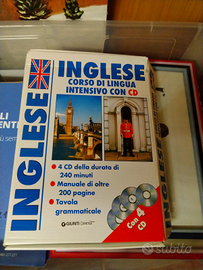 INGLESE
INGLESE
CORSO DI LINGUA
INTENSIVO CON CD
• 4 CD della durata di
240 minuti
• Manuale di oltre
200 pagine
• Tavola
grammaticale
Con 4
CD
GIUNTI DEMETRA
Subito